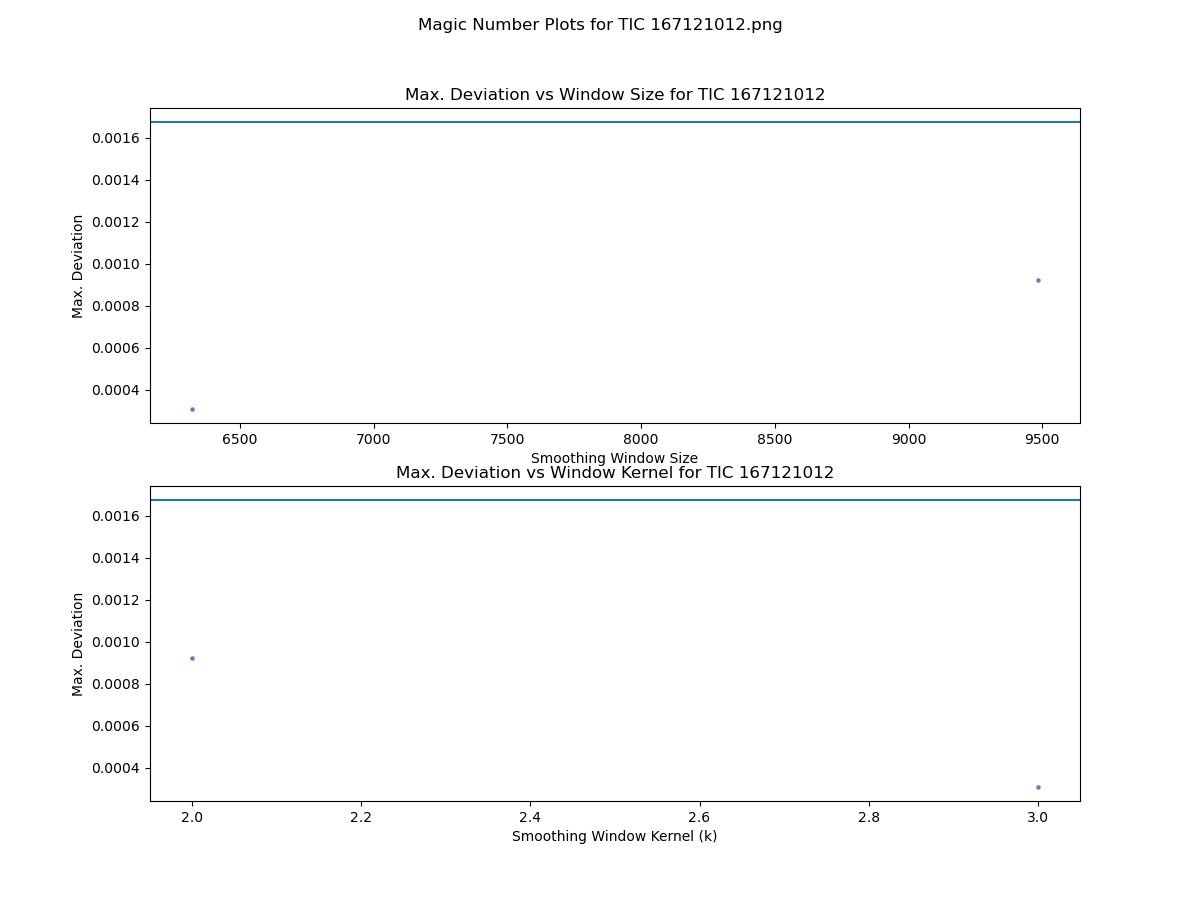 Magic Number Plots for TIC 167121012.png
Max. Deviation vs Window Size for TIC 167121012
0.0016
0.0014
0.0012
0.0010
0.0008
0.0006
0.0004
Max. Deviation
6500 7000 7500 8000 8500 9000 9500
Smoothing Window Size
Max. Deviation vs Window Kernel for TIC 167121012
0.0016
0.0014
0.0012
0.0010
0.0008
0.0006
0.0004
Max. Deviation
2.0 2.2 2.4 2.6 2.8 3.0
Smoothing Window Kernel (k)